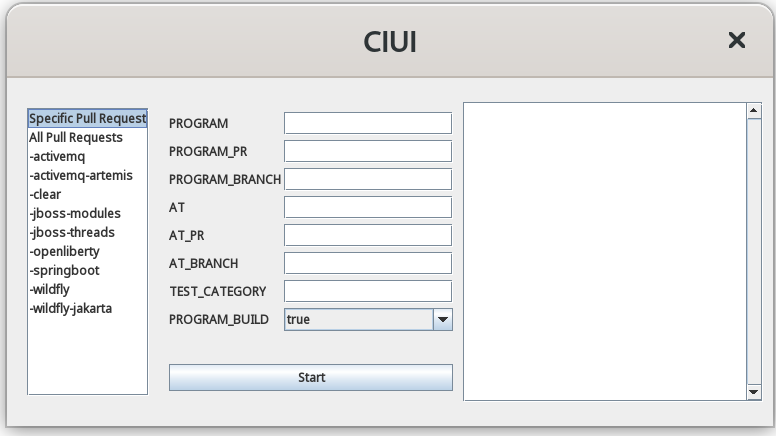 CIUI
Specific Pull Request
All Pull Requests
-activemq
-activemq-artemis
-clear
-jboss-modules
-jboss-threads
-openliberty
-springboot
-wildfly
-wildfly-jakarta
PROGRAM
PROGRAM_PR
PROGRAM_BRANCH
AT
AT_PR
AT_BRANCH
TEST_CATEGORY
PROGRAM_BUILD true
Start